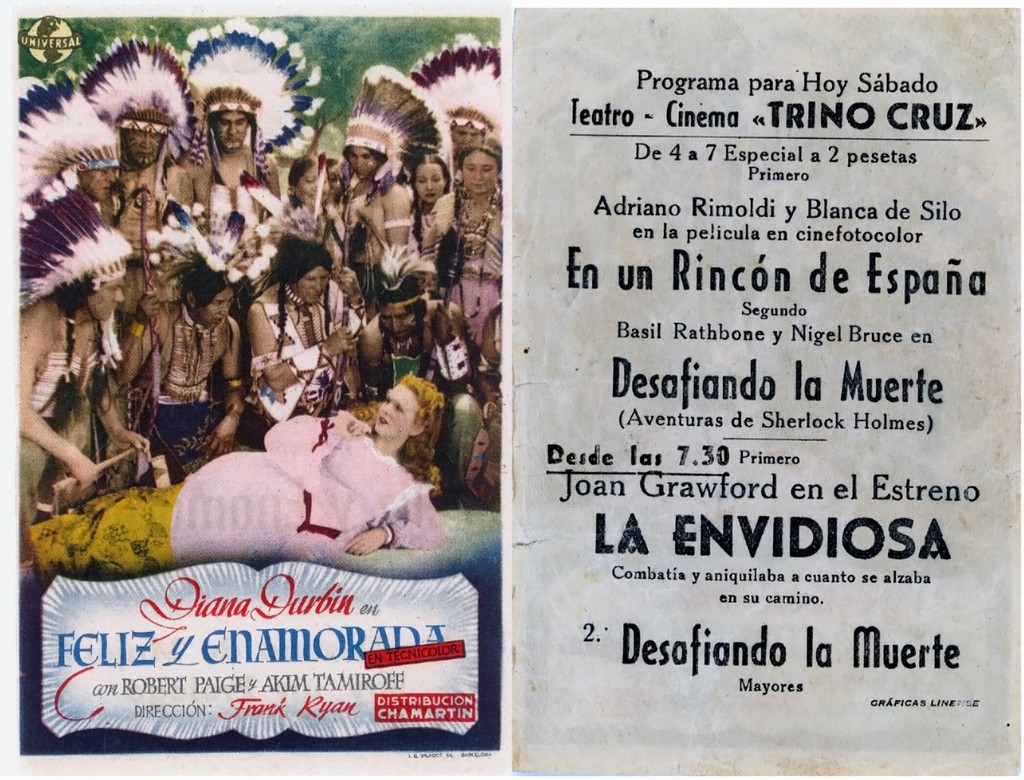 UNIVERSAL
Diana Durbin en
FELIZ y ENAMORADA
EN TECNICOLOR
con ROBERT PAIGE y AKIM TAMIROFF
DIRECCIÓN: Frank Ryan
DISTRIBUCION
CHAMARTIN
I. G. VILADOT. DL. - BARCELONA
Programa para Hoy Sábado
Teatro - Cinema «TRINO CRUZ»
De 4 a 7 Especial a 2 pesetas
Primero
Adriano Rimoldi y Blanca de Silo
en la pelicula en cinefotocolor
En un Rincón de España
Segundo
Basil Rathbone y Nigel Bruce en
Desafiando la Muerte
(Aventuras de Sherlock Holmes)
Desde las 7.30 Primero
Joan Grawford en el Estreno
LA ENVIDIOSA
Combatía y aniquilaba a cuanto se alzaba
en su camino.
2.· Desafiando la Muerte
Mayores
GRÁFICAS LINENSE